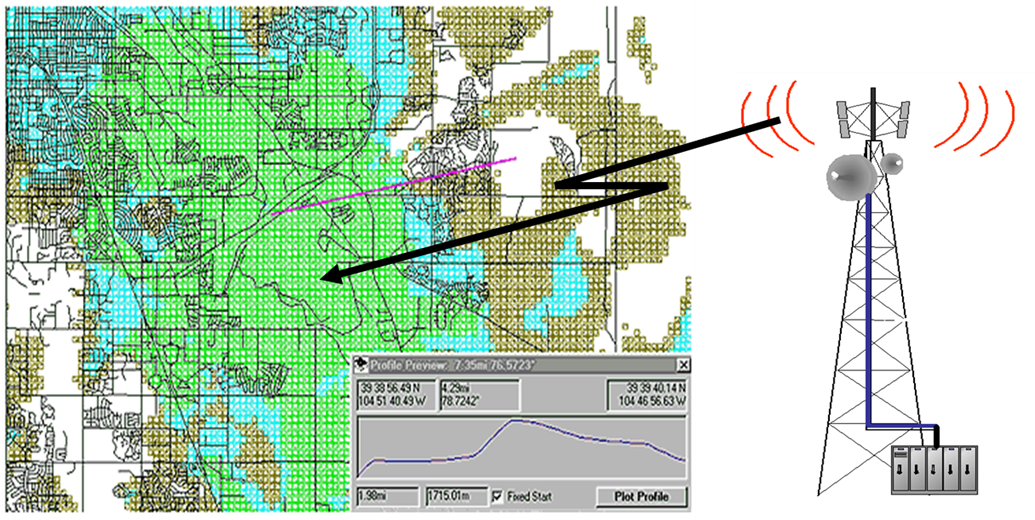 Profile Preview: 7.35mi 76.5723°
39 38 56.49 N 4.29mi 39 39 40.14 N
104 51 40.49 W 78.7242° 104 46 56.63 W
1.98mi 1715.01m Fixed Start Plot Profile